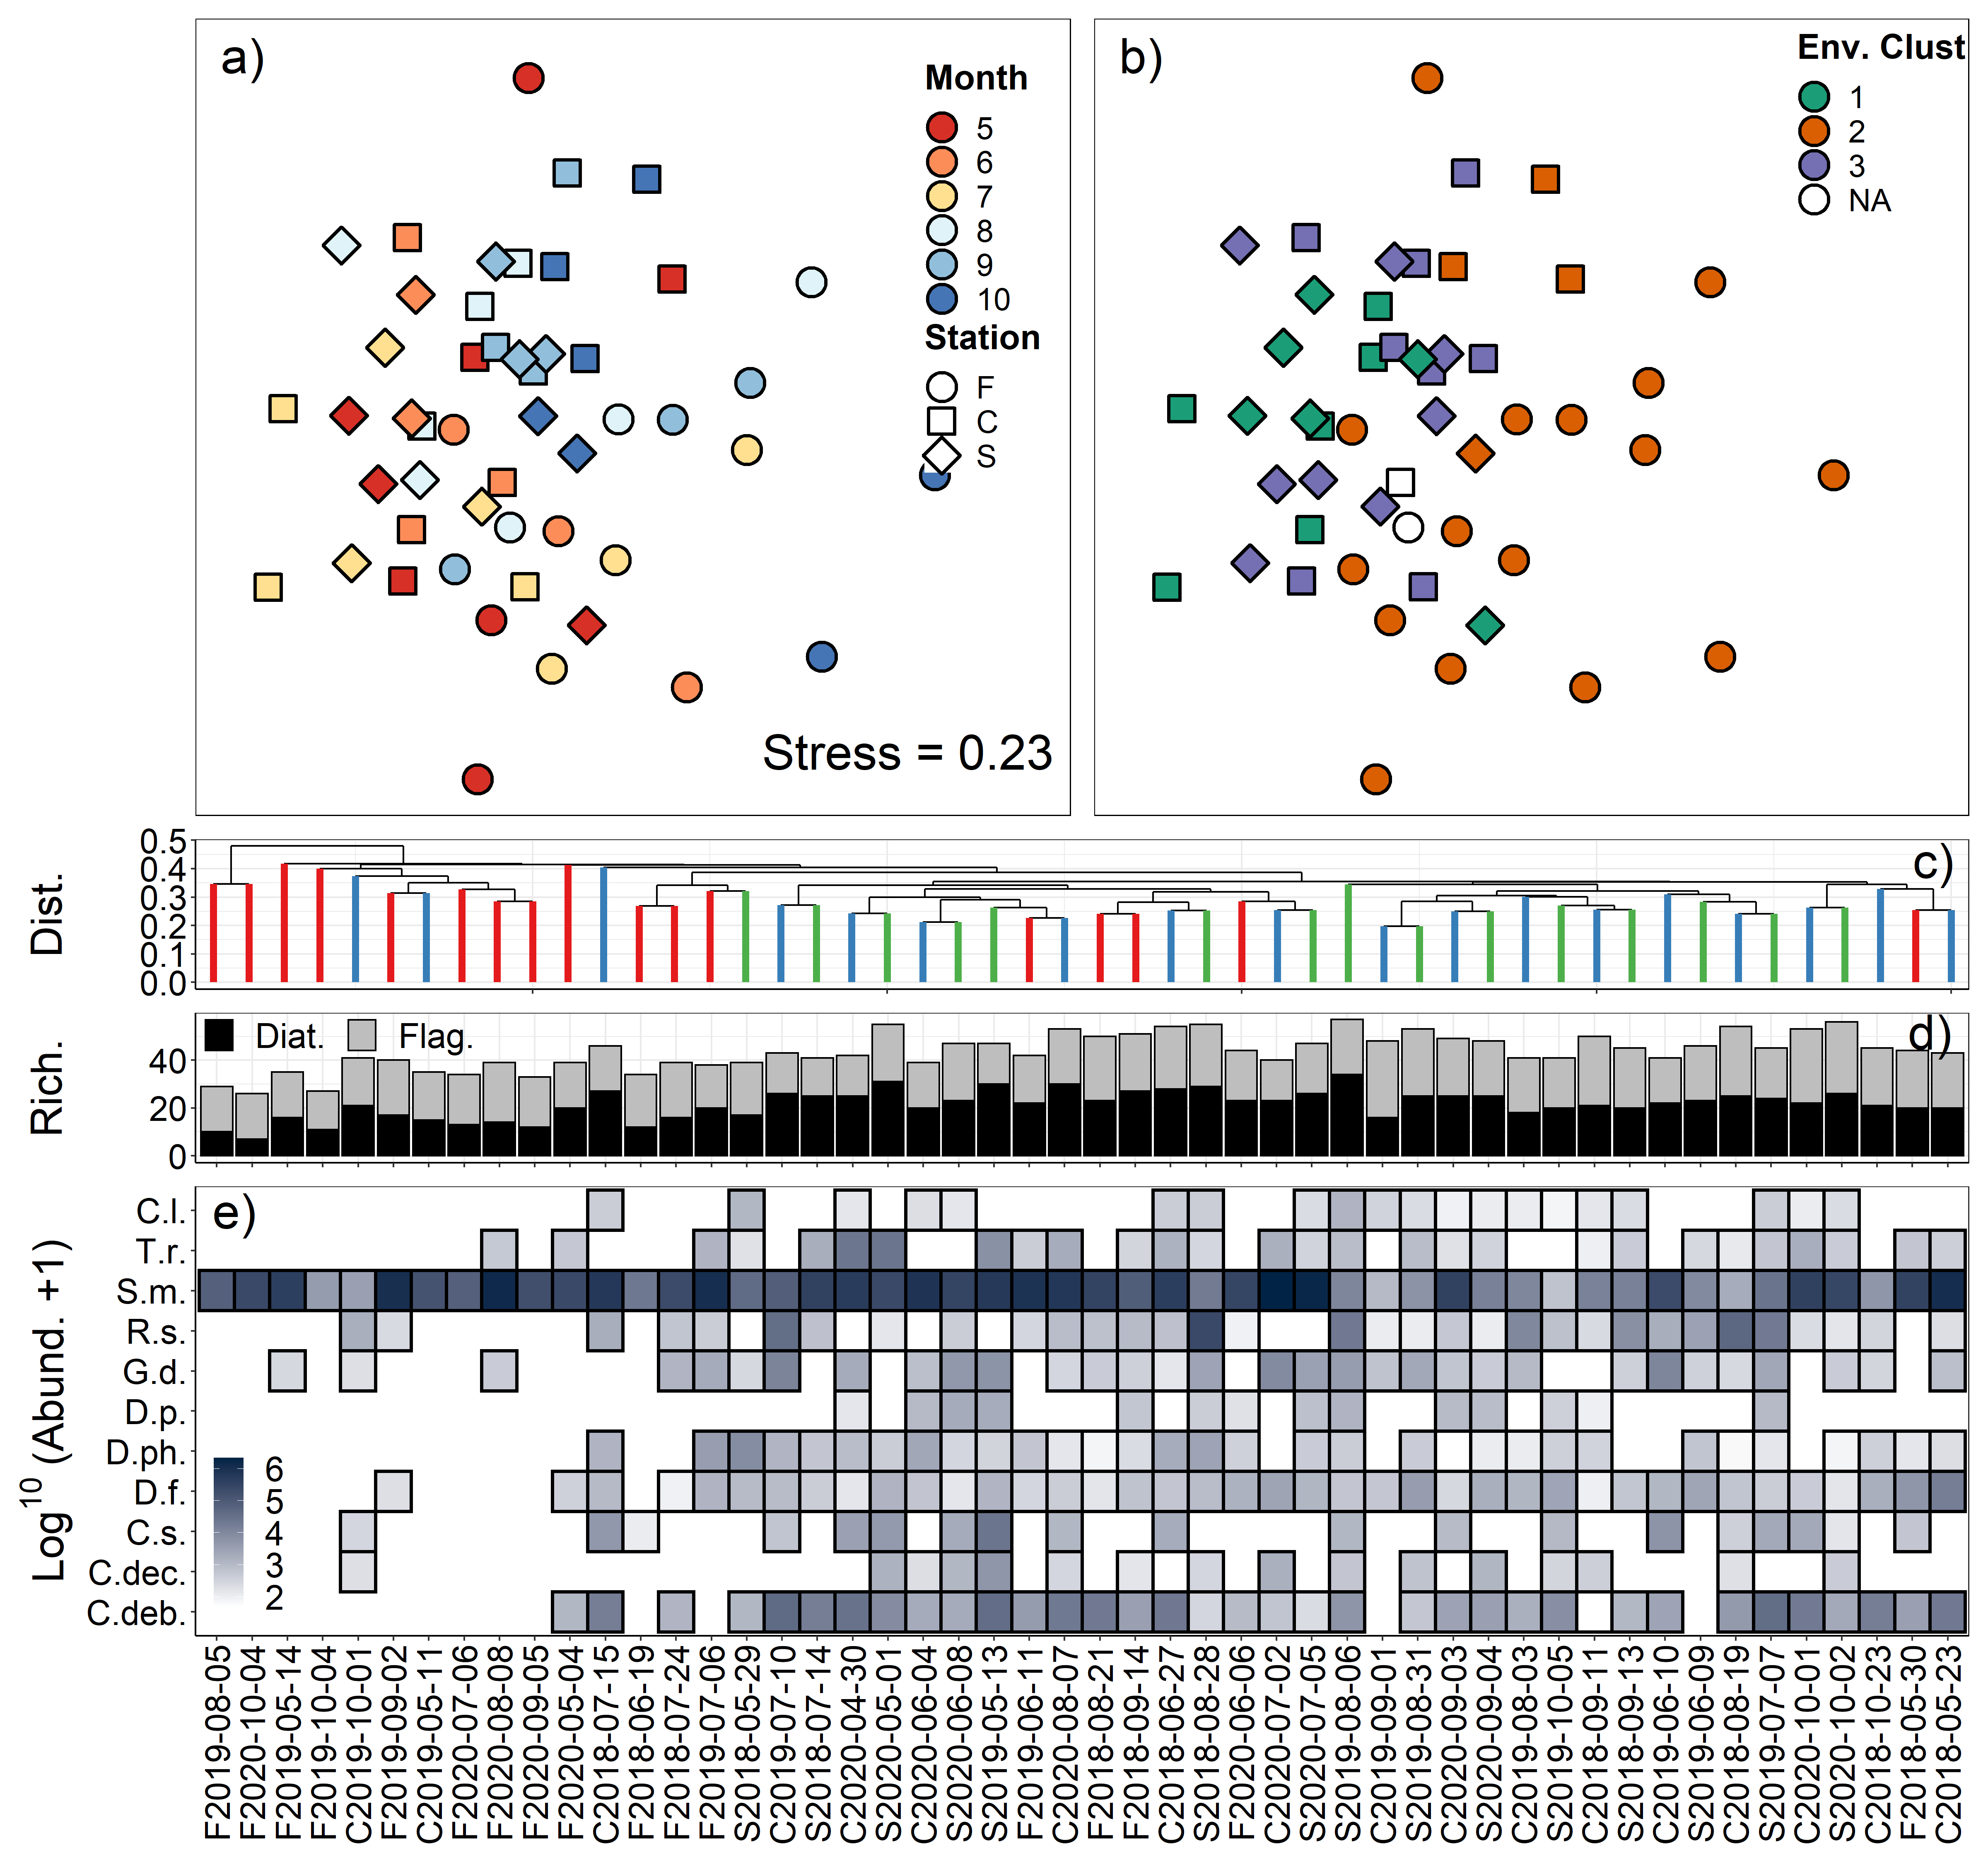 a)
Month
5
6
7
8
9
10
Station
F
C
S
Stress = 0.23
b)
Env. Clust
1
2
3
NA
c)
Dist.
0.5
0.4
0.3
0.2
0.1
0.0
d)
Diat.
Flag.
Rich.
40
20
0
e)
Log10 (Abund. +1)
C.l.
T.r.
S.m.
R.s.
G.d.
D.p.
D.ph.
D.f.
C.s.
C.dec.
C.deb.
6
5
4
3
2
F2019-08-05
F2020-10-04
F2019-05-14
F2019-10-04
C2019-10-01
F2019-09-02
C2019-05-11
F2020-07-06
F2020-08-08
F2020-09-05
F2020-05-04
C2018-07-15
F2018-06-19
F2018-07-24
F2019-07-06
S2018-05-29
C2019-07-10
S2018-07-14
C2020-04-30
S2020-05-01
C2020-06-04
S2020-06-08
S2019-05-13
F2019-06-11
C2020-08-07
F2018-08-21
F2018-09-14
C2018-06-27
S2018-08-28
F2020-06-06
C2020-07-02
S2020-07-05
S2019-08-06
C2019-09-01
S2019-08-31
C2020-09-03
S2020-09-04
C2019-08-03
S2019-10-05
C2018-09-11
S2018-09-13
C2019-06-10
S2020-06-09
C2018-08-19
S2019-07-07
C2020-10-01
S2020-10-02
C2018-10-23
F2018-05-30
C2018-05-23